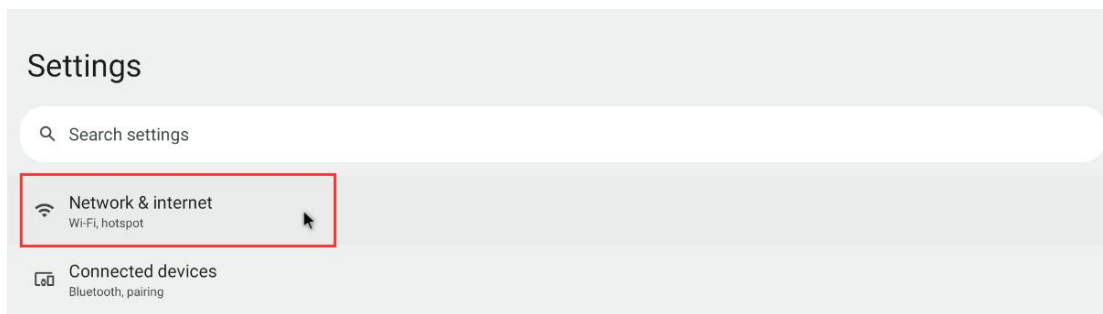 Settings
Search settings
Network & internet
Wi-Fi, hotspot
Connected devices
Bluetooth, pairing